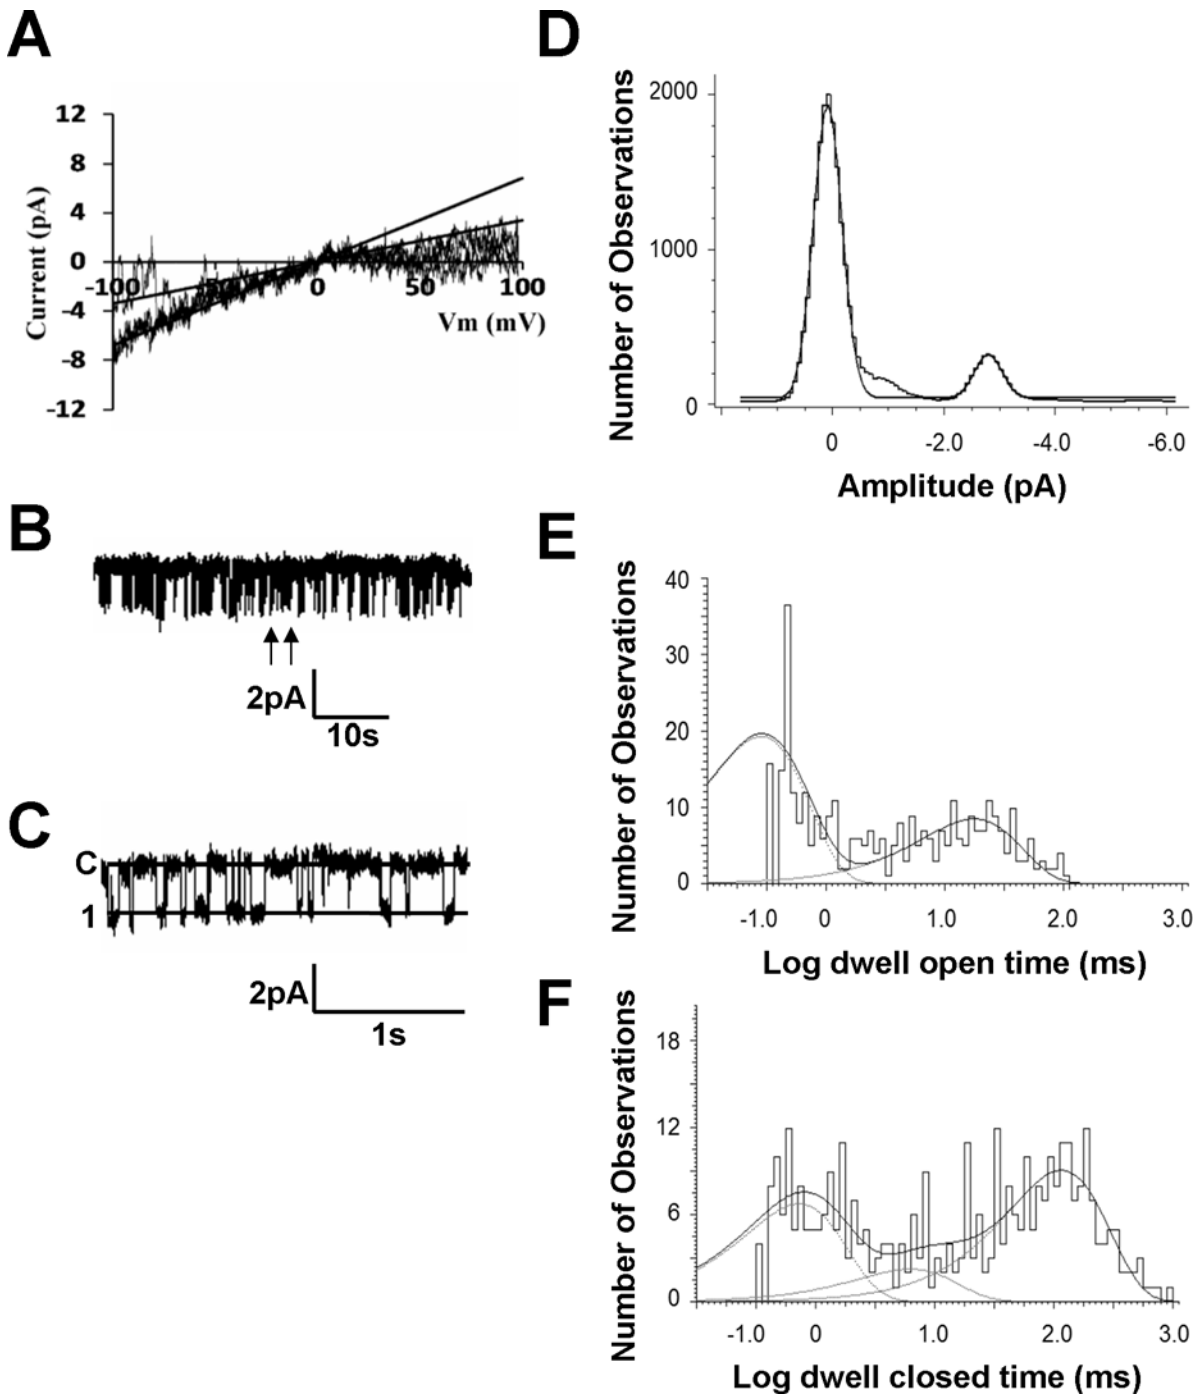 A
12
8
4
0
-4
-8
-12
-100
0
50
100
Current (pA)
Vm (mV)
B
2pA
10s
C
C
1
2pA
1s
D
2000
1000
0
0
-2.0
-4.0
-6.0
Number of Observations
Amplitude (pA)
E
40
30
20
10
0
-1.0
0
1.0
2.0
3.0
Number of Observations
Log dwell open time (ms)
F
18
12
6
0
-1.0
0
1.0
2.0
3.0
Number of Observations
Log dwell closed time (ms)